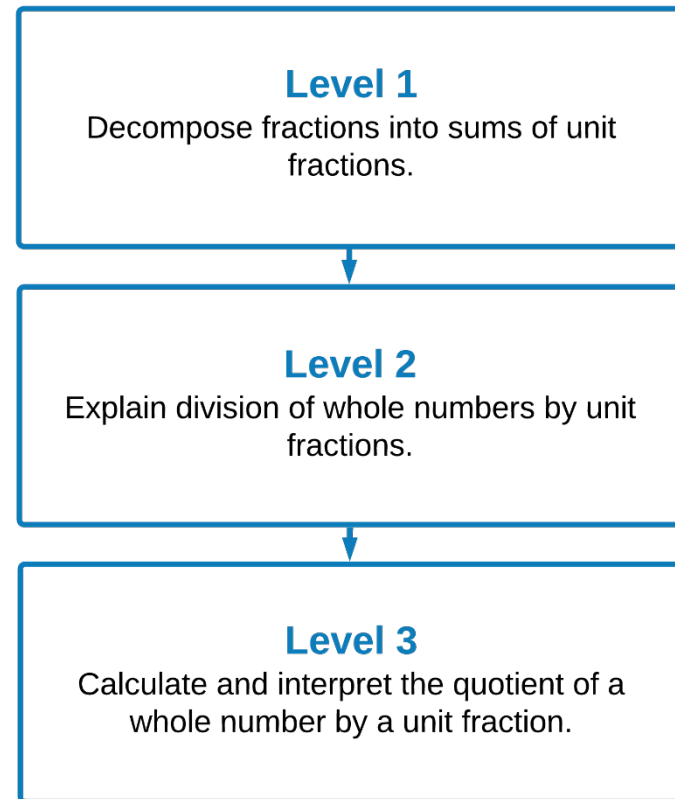 Level 1
Decompose fractions into sums of unit
fractions.
Level 2
Explain division of whole numbers by unit
fractions.
Level 3
Calculate and interpret the quotient of a
whole number by a unit fraction.